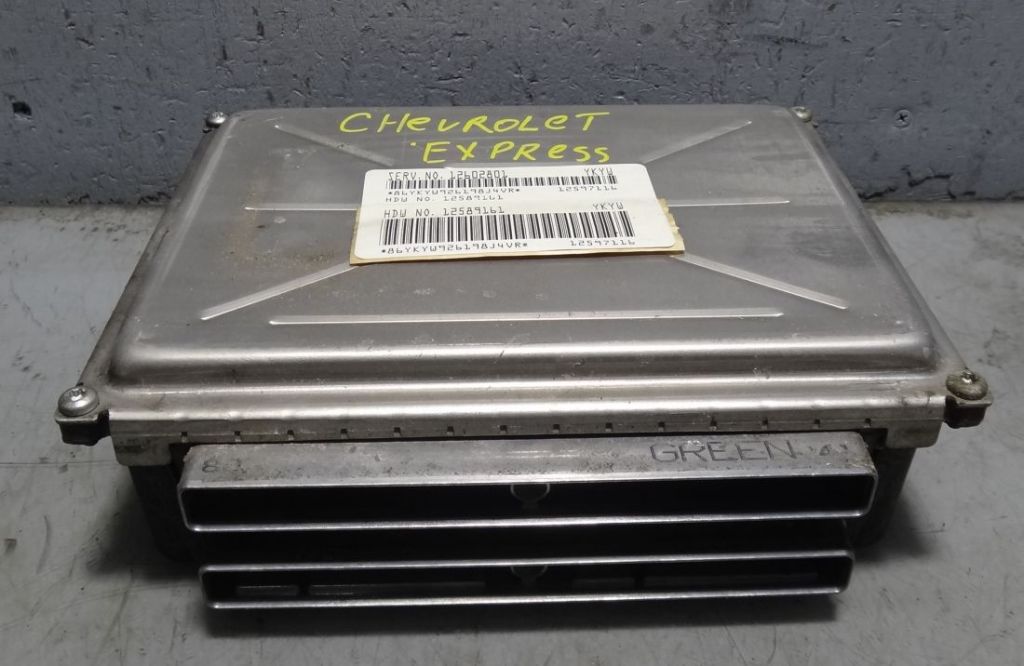 CHEVROLET
EXPRESS
SERV. NO. 12602801 YKYW
*86YKYW926198J4VR* 12597116
HDW NO. 12589161
HDW NO. 12589161 YKYW
*86YKYW926198J4VR* 12597116
GREEN